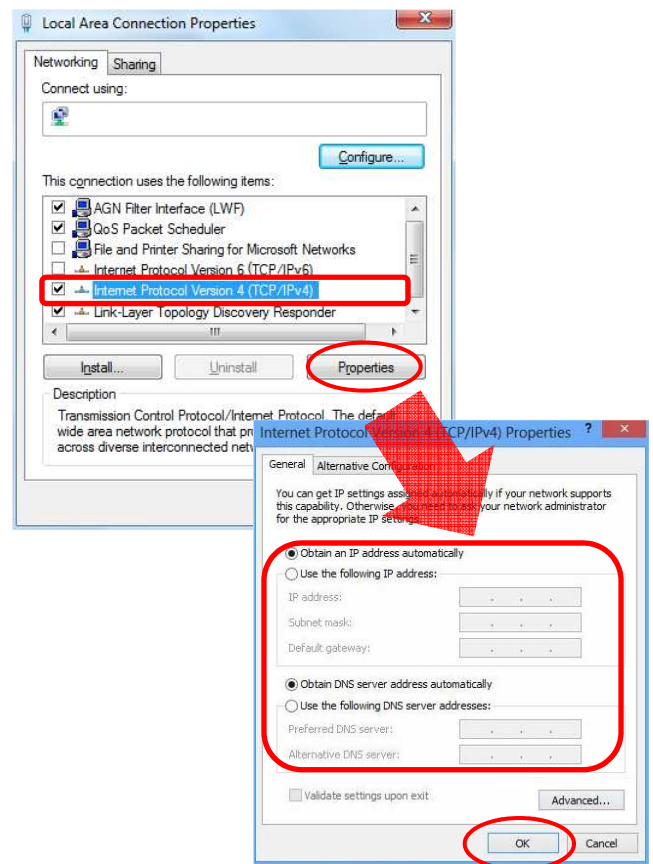 Local Area Connection Properties
Networking
Sharing
Connect using:
Configure...
This connection uses the following items:
AGN Filter Interface (LWF)
QoS Packet Scheduler
File and Printer Sharing for Microsoft Networks
Internet Protocol Version 6 (TCP/IPv6)
Internet Protocol Version 4 (TCP/IPv4)
Link-Layer Topology Discovery Responder
Install...
Uninstall
Properties
Description
Transmission Control Protocol/Internet Protocol. The default
wide area network protocol that
across diverse interconnected
Internet Protocol Version 4 (TCP/IPv4) Properties
General
Alternative Configuration
You can get IP settings assigned automatically if your network supports
this capability. Otherwise, you need to ask your network administrator
for the appropriate IP settings.
Obtain an IP address automatically
Use the following IP address:
IP address:
Subnet mask:
Default gateway:
Obtain DNS server address automatically
Use the following DNS server addresses:
Preferred DNS server:
Alternative DNS server:
Validate settings upon exit
Advanced...
OK
Cancel